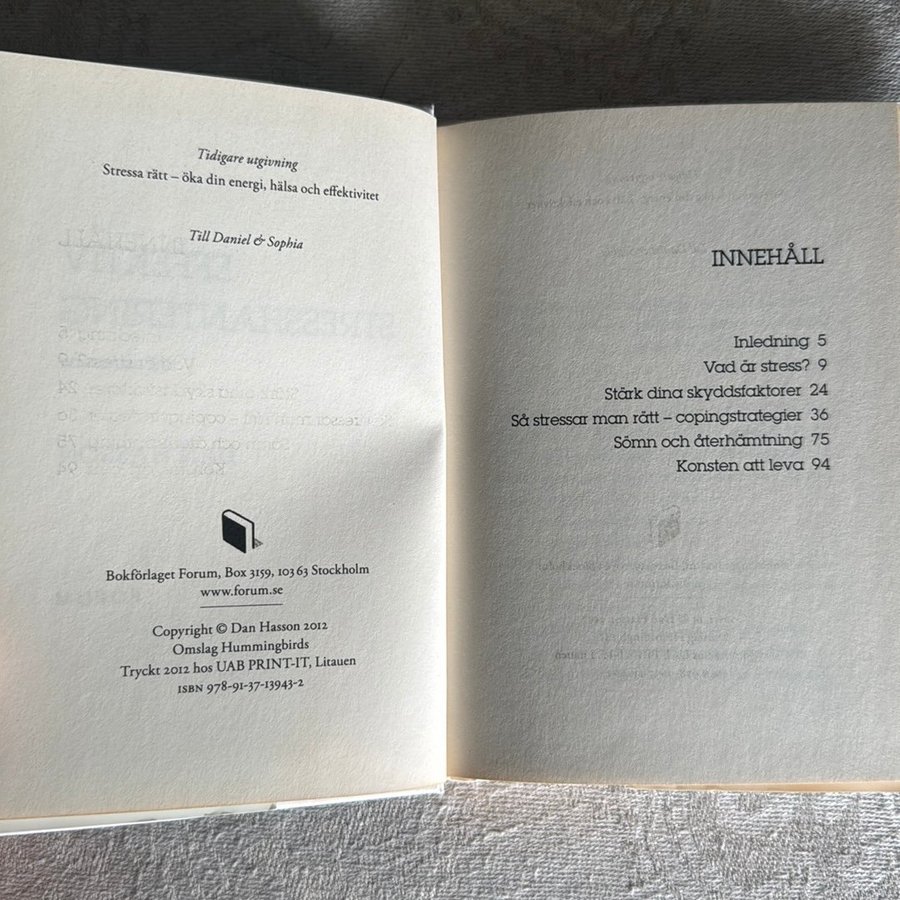 Tidigare utgivning
Stressa rätt – öka din energi, hälsa och effektivitet
Till Daniel & Sophia
Bokförlaget Forum, Box 3159, 103 63 Stockholm
www.forum.se
Copyright © Dan Hasson 2012
Omslag Hummingbirds
Tryckt 2012 hos UAB PRINT-IT, Litauen
ISBN 978-91-37-13943-2
INNEHÅLL
Inledning 5
Vad är stress? 9
Stärk dina skyddsfaktorer 24
Så stressar man rätt – copingstrategier 36
Sömn och återhämtning 75
Konsten att leva 94